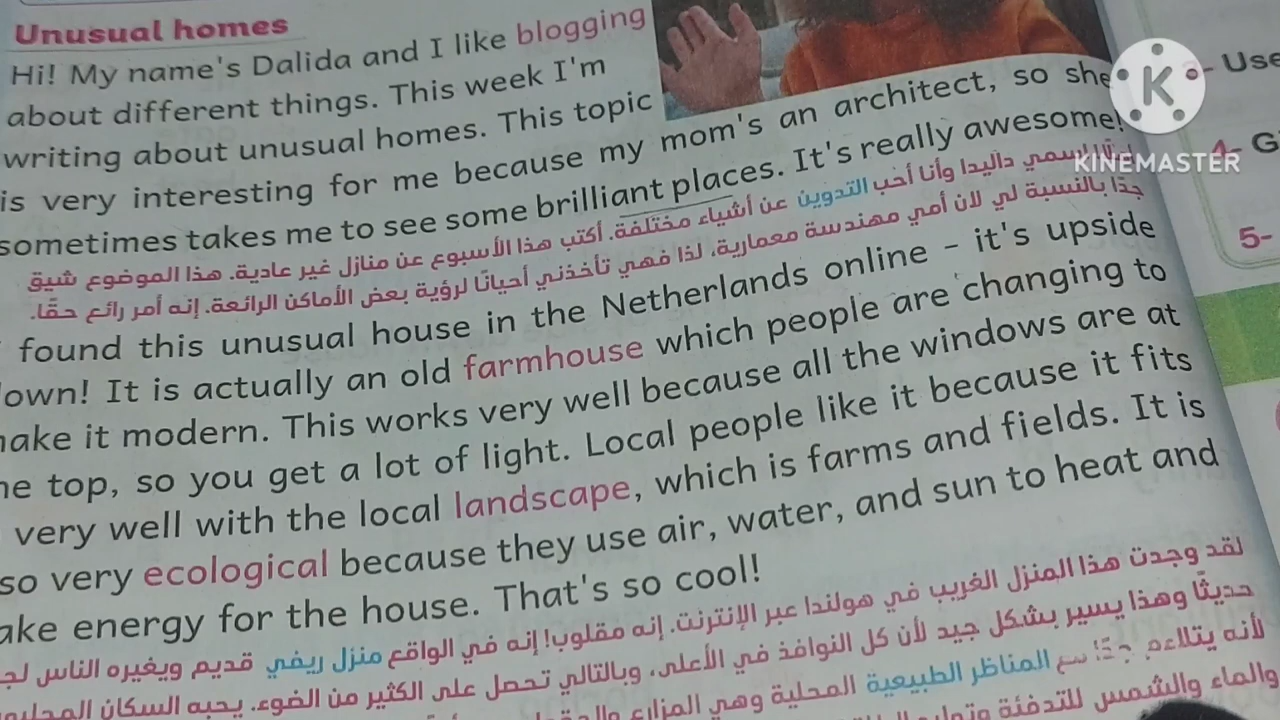 Unusual homes
Hi! My name's Dalida and I like blogging
about different things. This week I'm
writing about unusual homes. This topic
is very interesting for me because my mom's an architect, so she
sometimes takes me to see some brilliant places. It's really awesome!
اسمي داليدا وأنا أحب التدوين عن أشياء مختلفة. أكتب هذا الأسبوع عن منازل غير عادية. هذا الموضوع شيق
جدًا بالنسبة لي لأن أمي مهندسة معمارية، لذا فهي تأخذني أحيانًا لرؤية بعض الأماكن الرائعة. إنه أمر رائع حقًا.
found this unusual house in the Netherlands online – it's upside
own! It is actually an old farmhouse which people are changing to
ake it modern. This works very well because all the windows are at
he top, so you get a lot of light. Local people like it because it fits
very well with the local landscape, which is farms and fields. It is
so very ecological because they use air, water, and sun to heat and
ake energy for the house. That's so cool!
لقد وجدت هذا المنزل الغريب في هولندا عبر الإنترنت. إنه مقلوب! إنه في الواقع منزل ريفي قديم ويغيره الناس
حديثًا وهذا يسير بشكل جيد لأن كل النوافذ في الأعلى، وبالتالي تحصل على الكثير من الضوء. يحبه السكان
لأنه يتلاءم جدًا مع المناظر الطبيعية المحلية وهي المزارع
والماء والشمس للتدفئة
Use
4- G
5-
K
KINEMASTER